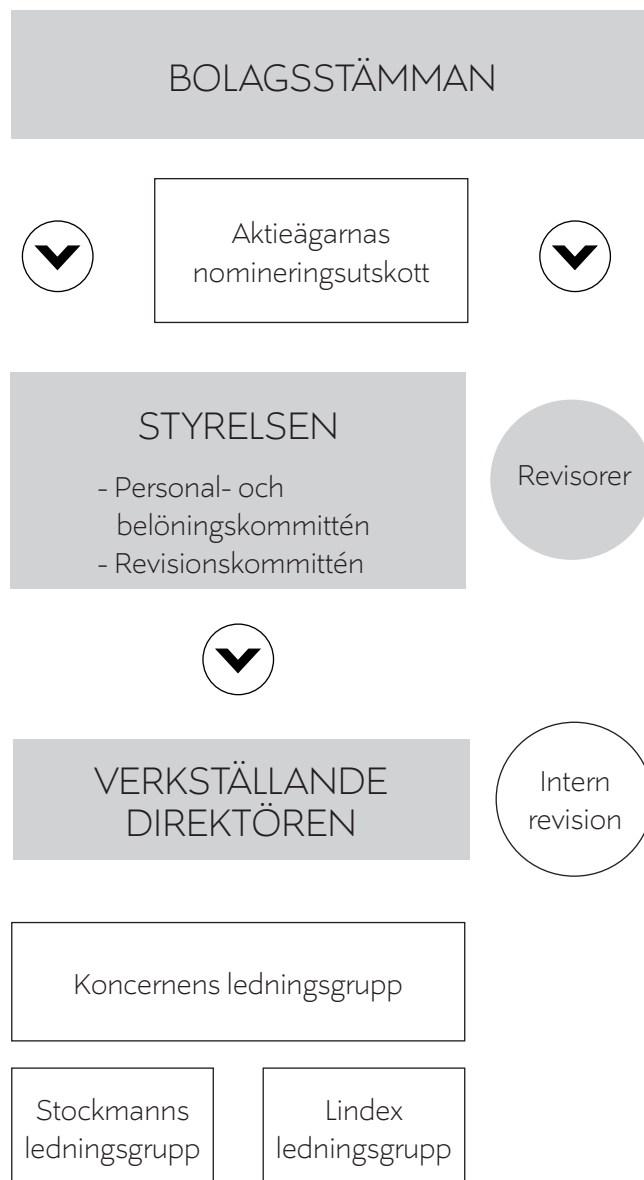 BOLAGSSTÄMMAN
Aktieägarnas
nomineringsutskott
STYRELSEN
- Personal- och
belöningskommittén
- Revisionskommittén
Revisorer
VERKSTÄLLANDE
DIREKTÖREN
Intern
revision
Koncernens ledningsgrupp
Stockmanns
ledningsgrupp
Lindex
ledningsgrupp